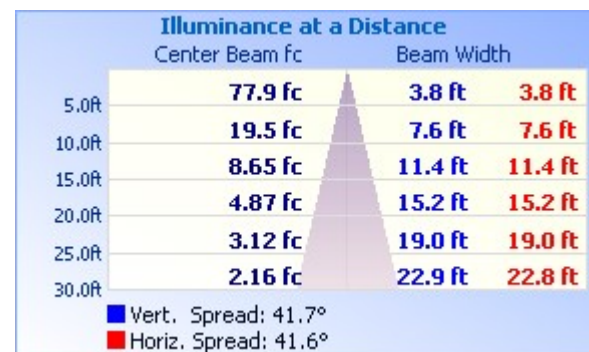 Illuminance at a Distance
Center Beam fc Beam Width
5.0ft 77.9 fc 3.8 ft 3.8 ft
10.0ft 19.5 fc 7.6 ft 7.6 ft
15.0ft 8.65 fc 11.4 ft 11.4 ft
20.0ft 4.87 fc 15.2 ft 15.2 ft
25.0ft 3.12 fc 19.0 ft 19.0 ft
30.0ft 2.16 fc 22.9 ft 22.8 ft
Vert. Spread: 41.7°
Horiz. Spread: 41.6°